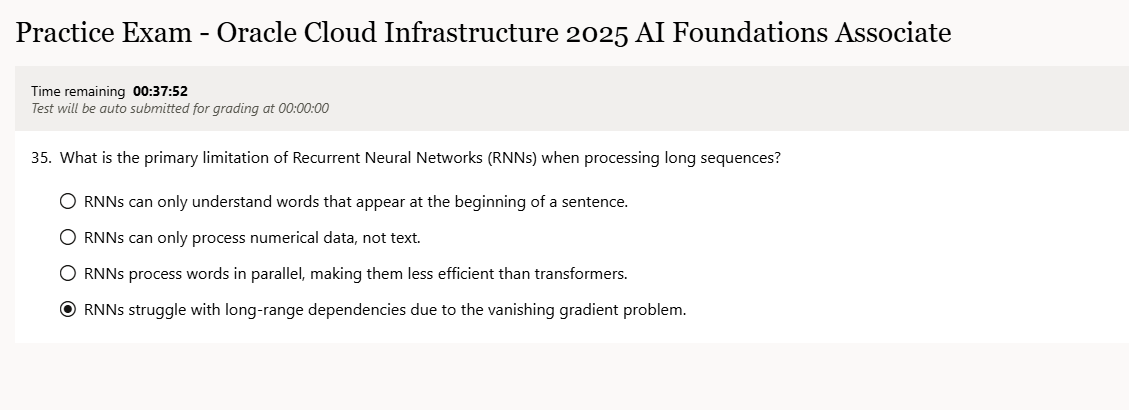 Practice Exam - Oracle Cloud Infrastructure 2025 AI Foundations Associate
Time remaining 00:37:52
Test will be auto submitted for grading at 00:00:00
35. What is the primary limitation of Recurrent Neural Networks (RNNs) when processing long sequences?
RNNs can only understand words that appear at the beginning of a sentence.
RNNs can only process numerical data, not text.
RNNs process words in parallel, making them less efficient than transformers.
RNNs struggle with long-range dependencies due to the vanishing gradient problem.